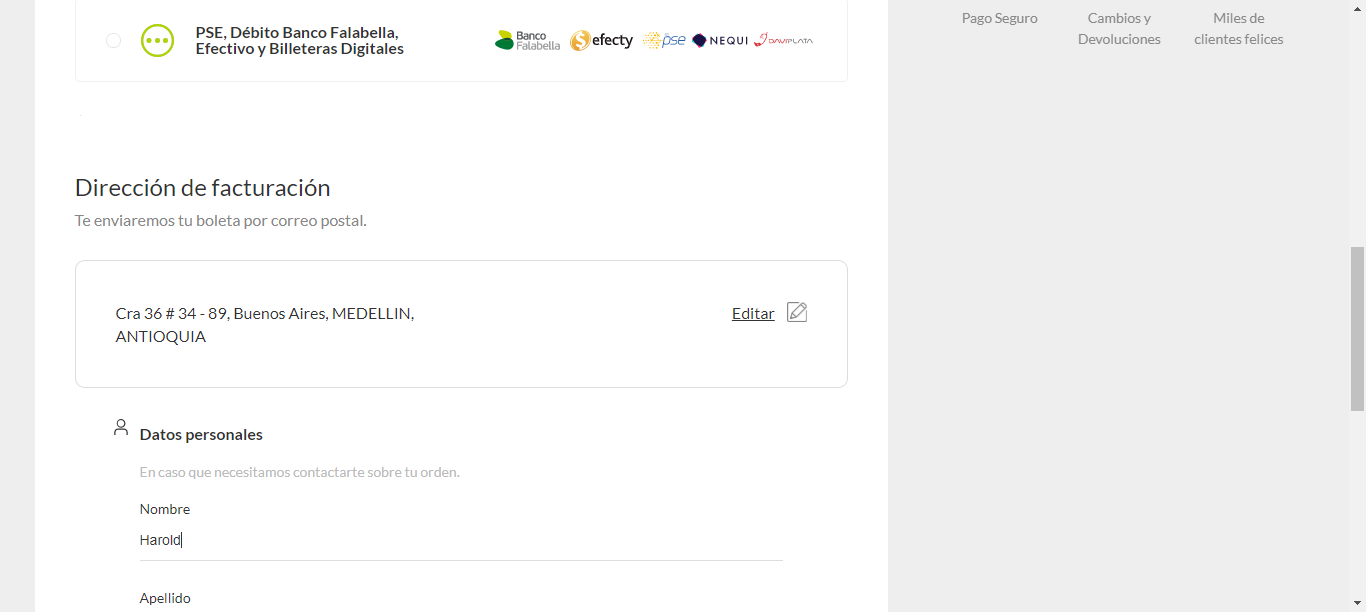 PSE, Débito Banco Falabella,
Efectivo y Billeteras Digitales
Banco
Falabella
efecty
pse
NEQUI
DAVIPLATA
Pago Seguro
Cambios y
Devoluciones
Miles de
clientes felices
Dirección de facturación
Te enviaremos tu boleta por correo postal.
Cra 36 # 34 - 89, Buenos Aires, MEDELLIN,
ANTIOQUIA
Editar
Datos personales
En caso que necesitamos contactarte sobre tu orden.
Nombre
Harold
Apellido